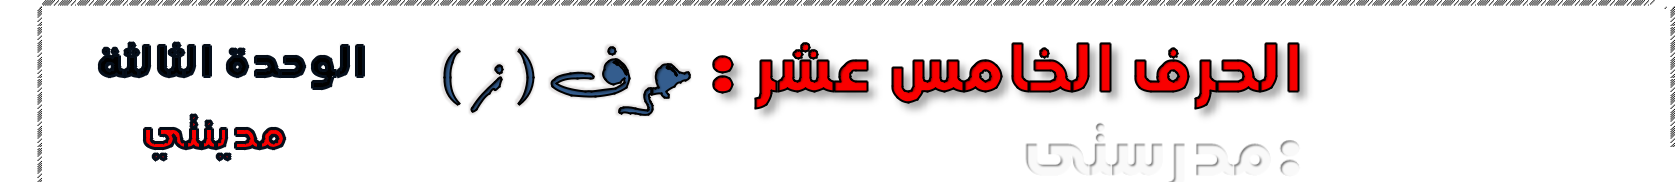 الحرف الخامس عشر : حرف ( ز )
الوحدة الثالثة
مدينتي
مدرستي: